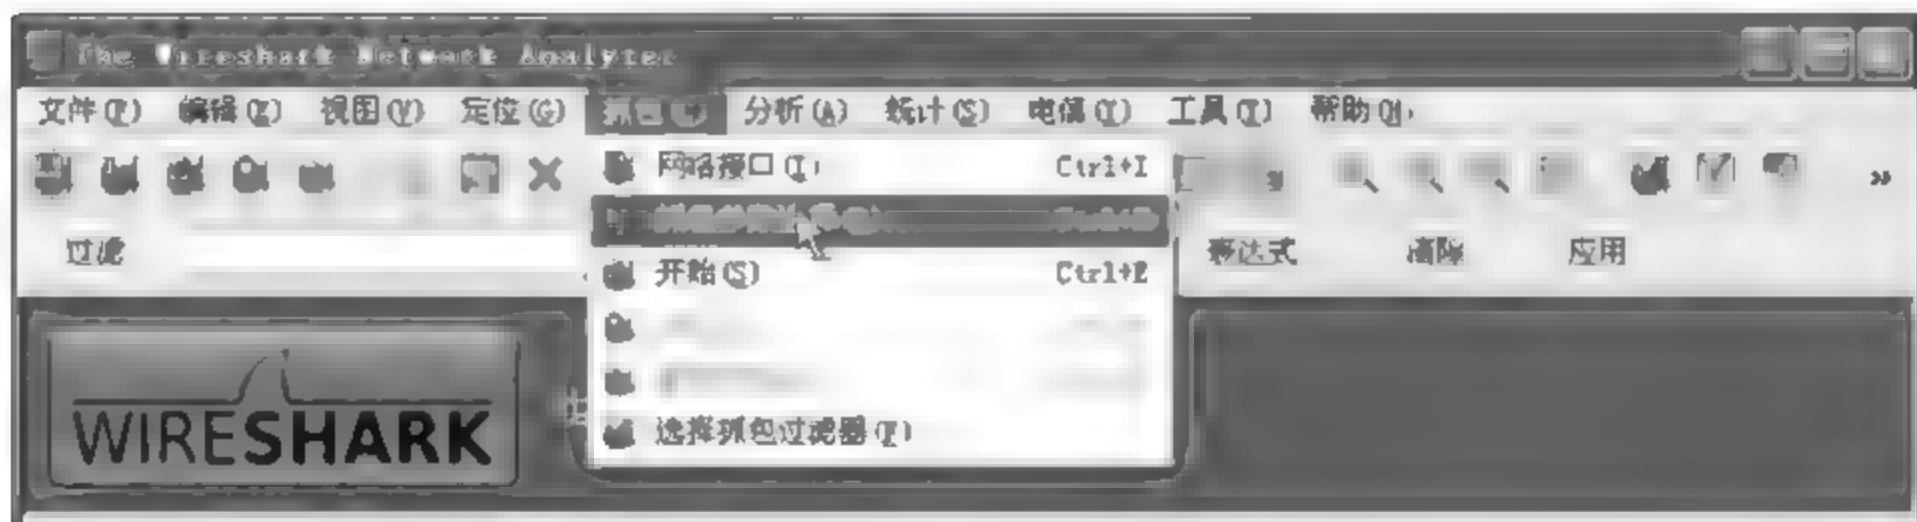 The Wireshark Network Analyzer
文件(F) 编辑(E) 视图(V) 定位(G) 抓包 分析(A) 统计(S) 电信(Y) 工具(T) 帮助(H)
网络接口(I) Ctrl+I
过滤 表达式 清除 应用
开始(S) Ctrl+E
选择抓包过滤器(F)
WIRESHARK